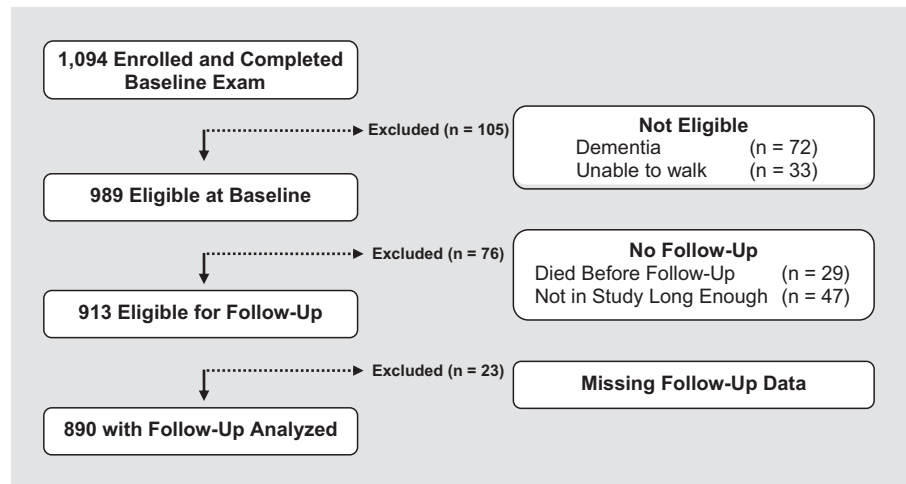 1,094 Enrolled and Completed
Baseline Exam
Excluded (n = 105)
Not Eligible
Dementia (n = 72)
Unable to walk (n = 33)
989 Eligible at Baseline
Excluded (n = 76)
No Follow-Up
Died Before Follow-Up (n = 29)
Not in Study Long Enough (n = 47)
913 Eligible for Follow-Up
Excluded (n = 23)
Missing Follow-Up Data
890 with Follow-Up Analyzed